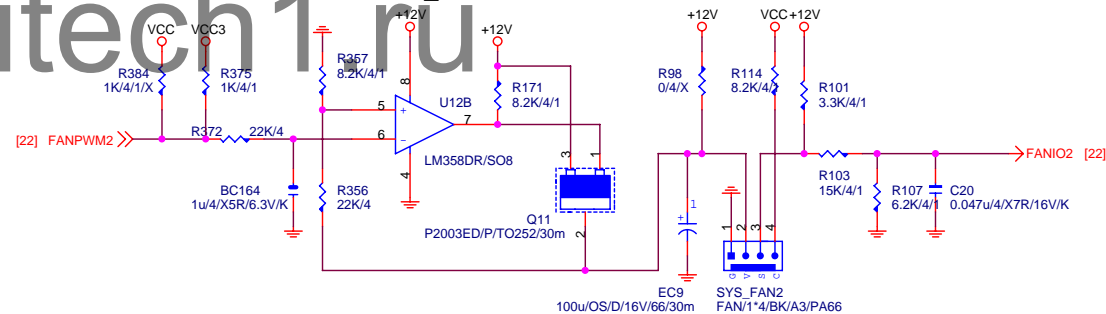 itech1.ru
+12V
+12V
+12V
VCC
+12V
VCC
VCC3
R384
1K/4/1/X
R375
1K/4/1
R357
8.2K/4/1
8
U12B
R171
8.2K/4/1
R98
0/4/X
R114
8.2K/4/1
R101
3.3K/4/1
5
+
7
6
−
4
LM358DR/SO8
[22] FANPWM2
R372
22K/4
FANIO2 [22]
3
1
BC164
1u/4/X5R/6.3V/K
R356
22K/4
R103
15K/4/1
R107
6.2K/4/1
C20
0.047u/4/X7R/16V/K
Q11
P2003ED/P/TO252/30m
2
+
1
1
2
3
4
G
V
S
C
EC9
100u/OS/D/16V/66/30m
SYS_FAN2
FAN/1*4/BK/A3/PA66